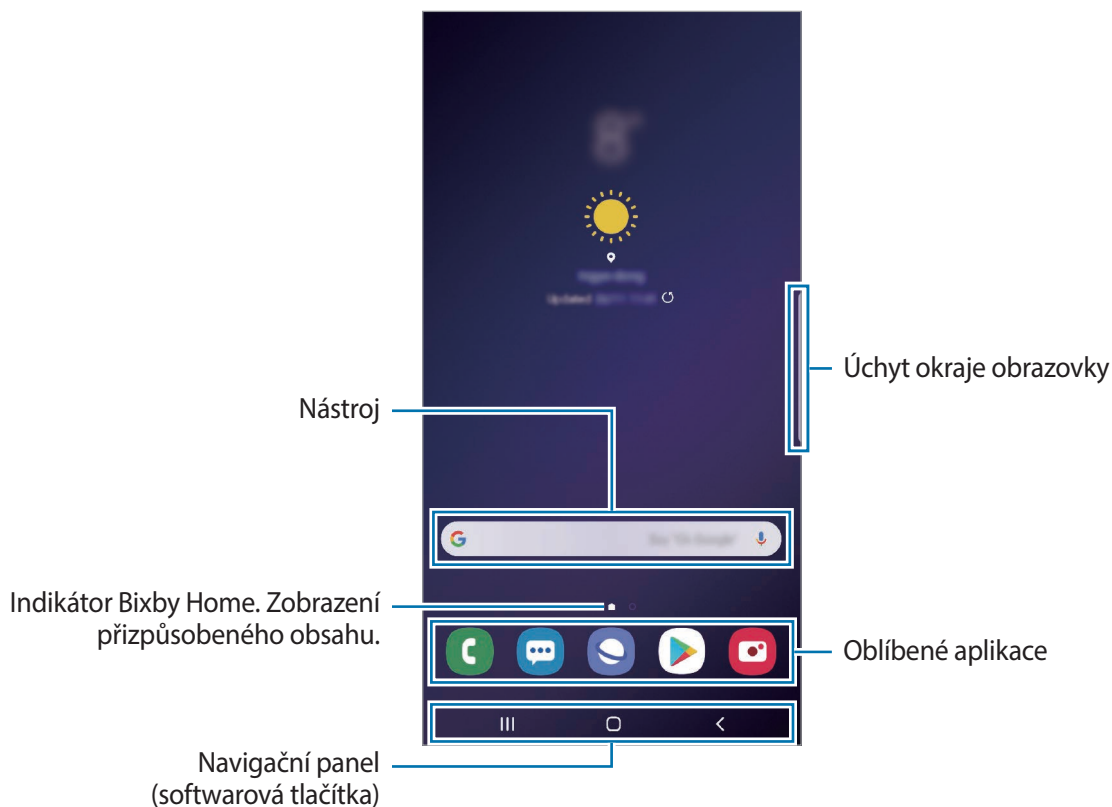 Úchyt okraje obrazovky
Nástroj
Indikátor Bixby Home. Zobrazení
přizpůsobeného obsahu.
Oblíbené aplikace
Navigační panel
(softwarová tlačítka)